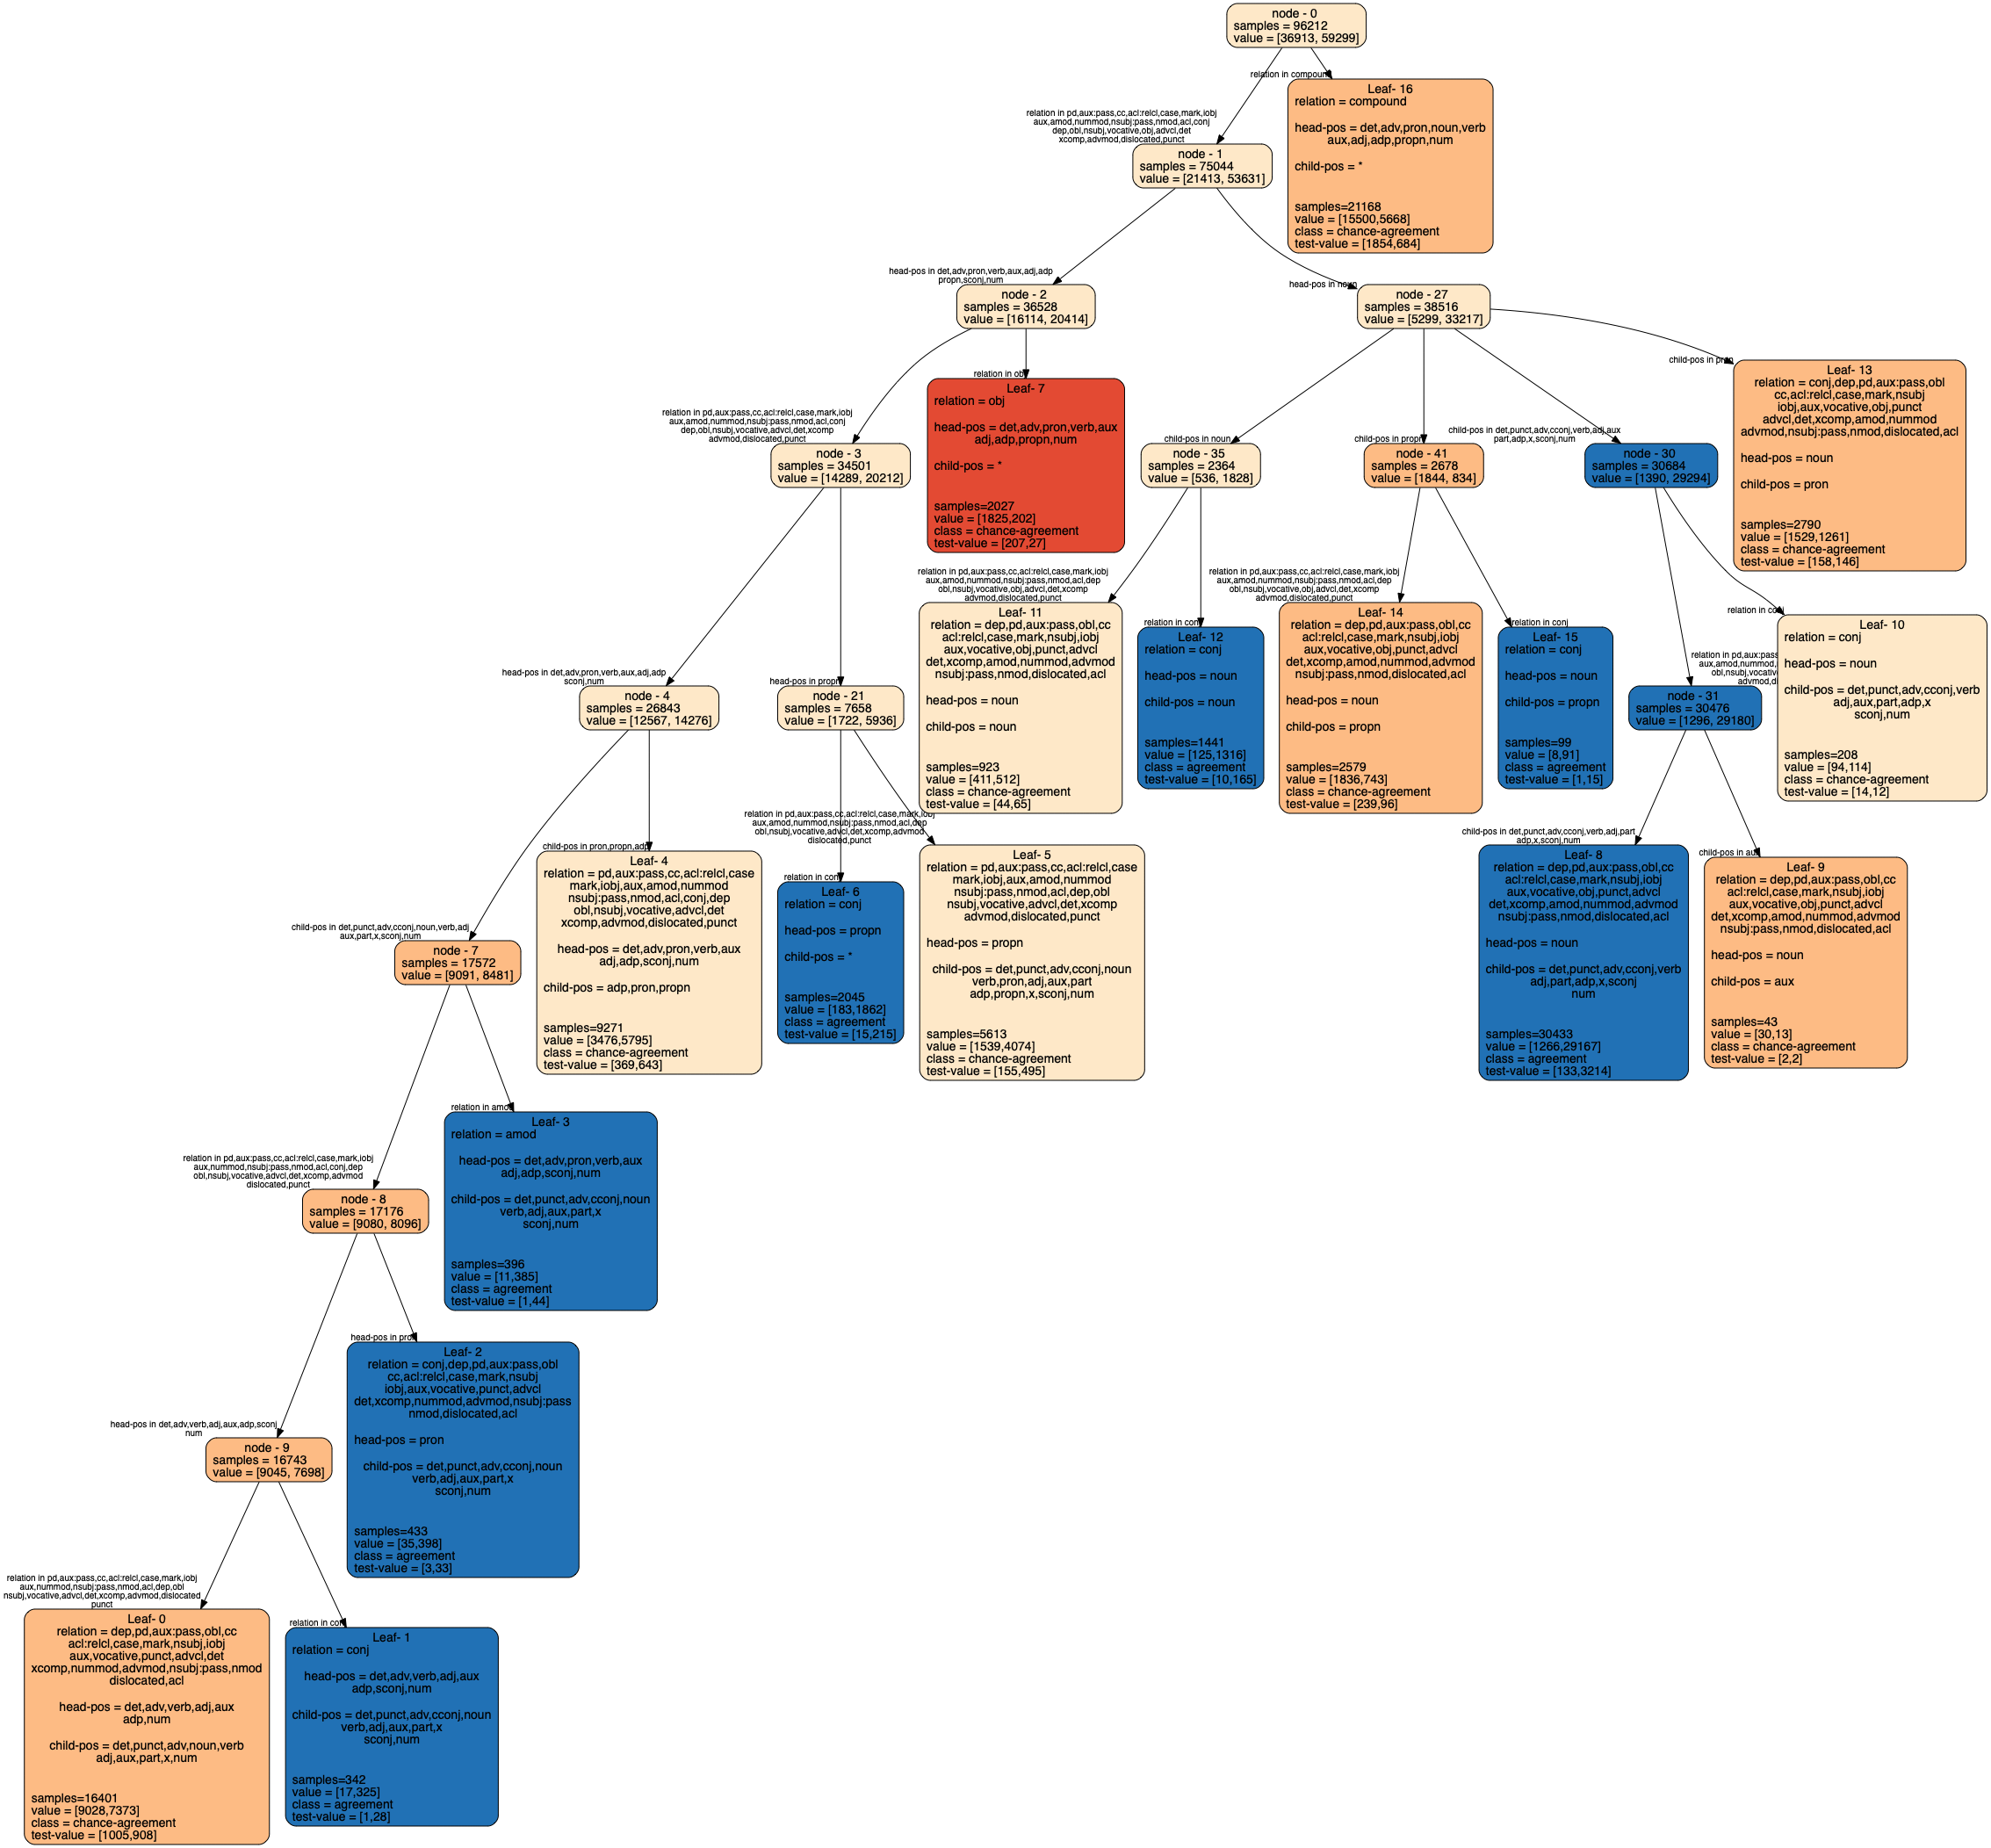 node - 0
samples = 96212
value = [36913, 59299]
relation in compound
Leaf- 16
relation = compound
head-pos = det,adv,pron,noun,verb
aux,adj,adp,propn,num
child-pos = *
samples=21168
value = [15500,5668]
class = chance-agreement
test-value = [1854,684]
relation in pd,aux:pass,cc,acl:relcl,case,mark,iobj
aux,amod,nummod,nsubj:pass,nmod,acl,conj
dep,obl,nsubj,vocative,obj,advcl,det
xcomp,advmod,dislocated,punct
node - 1
samples = 75044
value = [21413, 53631]
head-pos in det,adv,pron,verb,aux,adj,adp
propn,sconj,num
node - 2
samples = 36528
value = [16114, 20414]
head-pos in noun
node - 27
samples = 38516
value = [5299, 33217]
relation in obj
Leaf- 7
relation = obj
head-pos = det,adv,pron,verb,aux
adj,adp,propn,num
child-pos = *
samples=2027
value = [1825,202]
class = chance-agreement
test-value = [207,27]
child-pos in pron
Leaf- 13
relation = conj,dep,pd,aux:pass,obl
cc,acl:relcl,case,mark,nsubj
iobj,aux,vocative,obj,punct
advcl,det,xcomp,amod,nummod
advmod,nsubj:pass,nmod,dislocated,acl
head-pos = noun
child-pos = pron
samples=2790
value = [1529,1261]
class = chance-agreement
test-value = [158,146]
relation in pd,aux:pass,cc,acl:relcl,case,mark,iobj
aux,amod,nummod,nsubj:pass,nmod,acl,conj
dep,obl,nsubj,vocative,advcl,det,xcomp
advmod,dislocated,punct
node - 3
samples = 34501
value = [14289, 20212]
child-pos in noun
node - 35
samples = 2364
value = [536, 1828]
child-pos in propn
node - 41
samples = 2678
value = [1844, 834]
child-pos in det,punct,adv,cconj,verb,adj,aux
part,adp,x,sconj,num
node - 30
samples = 30684
value = [1390, 29294]
relation in pd,aux:pass,cc,acl:relcl,case,mark,iobj
aux,amod,nummod,nsubj:pass,nmod,acl,dep
obl,nsubj,vocative,obj,advcl,det,xcomp
advmod,dislocated,punct
Leaf- 11
relation = dep,pd,aux:pass,obl,cc
acl:relcl,case,mark,nsubj,iobj
aux,vocative,obj,punct,advcl
det,xcomp,amod,nummod,advmod
nsubj:pass,nmod,dislocated,acl
head-pos = noun
child-pos = noun
samples=923
value = [411,512]
class = chance-agreement
test-value = [44,65]
relation in conj
Leaf- 12
relation = conj
head-pos = noun
child-pos = noun
samples=1441
value = [125,1316]
class = agreement
test-value = [10,165]
relation in pd,aux:pass,cc,acl:relcl,case,mark,iobj
aux,amod,nummod,nsubj:pass,nmod,acl,dep
obl,nsubj,vocative,obj,advcl,det,xcomp
advmod,dislocated,punct
Leaf- 14
relation = dep,pd,aux:pass,obl,cc
acl:relcl,case,mark,nsubj,iobj
aux,vocative,obj,punct,advcl
det,xcomp,amod,nummod,advmod
nsubj:pass,nmod,dislocated,acl
head-pos = noun
child-pos = propn
samples=2579
value = [1836,743]
class = chance-agreement
test-value = [239,96]
relation in conj
Leaf- 15
relation = conj
head-pos = noun
child-pos = propn
samples=99
value = [8,91]
class = agreement
test-value = [1,15]
relation in conj
Leaf- 10
relation = conj
head-pos = noun
child-pos = det,punct,adv,cconj,verb
adj,aux,part,adp,x
sconj,num
samples=208
value = [94,114]
class = chance-agreement
test-value = [14,12]
relation in pd,aux:pass
aux,amod,nummod,
obl,nsubj,vocative
node - 31
samples = 30476
value = [1296, 29180]
head-pos in det,adv,pron,verb,aux,adj,adp
sconj,num
node - 4
samples = 26843
value = [12567, 14276]
head-pos in propn
node - 21
samples = 7658
value = [1722, 5936]
child-pos in pron,propn,adp
Leaf- 4
relation = pd,aux:pass,cc,acl:relcl,case
mark,iobj,aux,amod,nummod
nsubj:pass,nmod,acl,conj,dep
obl,nsubj,vocative,advcl,det
xcomp,advmod,dislocated,punct
head-pos = det,adv,pron,verb,aux
adj,adp,sconj,num
child-pos = adp,pron,propn
samples=9271
value = [3476,5795]
class = chance-agreement
test-value = [369,643]
relation in conj
Leaf- 6
relation = conj
head-pos = propn
child-pos = *
samples=2045
value = [183,1862]
class = agreement
test-value = [15,215]
relation in pd,aux:pass,cc,acl:relcl,case,mark,iobj
aux,amod,nummod,nsubj:pass,nmod,acl,dep
obl,nsubj,vocative,advcl,det,xcomp,advmod
dislocated,punct
Leaf- 5
relation = pd,aux:pass,cc,acl:relcl,case
mark,iobj,aux,amod,nummod
nsubj:pass,nmod,acl,dep,obl
nsubj,vocative,advcl,det,xcomp
advmod,dislocated,punct
head-pos = propn
child-pos = det,punct,adv,cconj,noun
verb,pron,adj,aux,part
adp,propn,x,sconj,num
samples=5613
value = [1539,4074]
class = chance-agreement
test-value = [155,495]
child-pos in det,punct,adv,cconj,verb,adj,part
adp,x,sconj,num
Leaf- 8
relation = dep,pd,aux:pass,obl,cc
acl:relcl,case,mark,nsubj,iobj
aux,vocative,obj,punct,advcl
det,xcomp,amod,nummod,advmod
nsubj:pass,nmod,dislocated,acl
head-pos = noun
child-pos = det,punct,adv,cconj,verb
adj,part,adp,x,sconj
num
samples=30433
value = [1266,29167]
class = agreement
test-value = [133,3214]
child-pos in aux
Leaf- 9
relation = dep,pd,aux:pass,obl,cc
acl:relcl,case,mark,nsubj,iobj
aux,vocative,obj,punct,advcl
det,xcomp,amod,nummod,advmod
nsubj:pass,nmod,dislocated,acl
head-pos = noun
child-pos = aux
samples=43
value = [30,13]
class = chance-agreement
test-value = [2,2]
child-pos in det,punct,adv,cconj,noun,verb,adj
aux,part,x,sconj,num
node - 7
samples = 17572
value = [9091, 8481]
relation in amod
Leaf- 3
relation = amod
head-pos = det,adv,pron,verb,aux
adj,adp,sconj,num
child-pos = det,punct,adv,cconj,noun
verb,adj,aux,part,x
sconj,num
samples=396
value = [11,385]
class = agreement
test-value = [1,44]
relation in pd,aux:pass,cc,acl:relcl,case,mark,iobj
aux,nummod,nsubj:pass,nmod,acl,conj,dep
obl,nsubj,vocative,advcl,det,xcomp,advmod
dislocated,punct
node - 8
samples = 17176
value = [9080, 8096]
head-pos in pron
Leaf- 2
relation = conj,dep,pd,aux:pass,obl
cc,acl:relcl,case,mark,nsubj
iobj,aux,vocative,punct,advcl
det,xcomp,nummod,advmod,nsubj:pass
nmod,dislocated,acl
head-pos = pron
child-pos = det,punct,adv,cconj,noun
verb,adj,aux,part,x
sconj,num
samples=433
value = [35,398]
class = agreement
test-value = [3,33]
head-pos in det,adv,verb,adj,aux,adp,sconj
num
node - 9
samples = 16743
value = [9045, 7698]
relation in pd,aux:pass,cc,acl:relcl,case,mark,iobj
aux,nummod,nsubj:pass,nmod,acl,dep,obl
nsubj,vocative,advcl,det,xcomp,advmod,dislocated
punct
Leaf- 0
relation = dep,pd,aux:pass,obl,cc
acl:relcl,case,mark,nsubj,iobj
aux,vocative,punct,advcl,det
xcomp,nummod,advmod,nsubj:pass,nmod
dislocated,acl
head-pos = det,adv,verb,adj,aux
adp,num
child-pos = det,punct,adv,noun,verb
adj,aux,part,x,num
samples=16401
value = [9028,7373]
class = chance-agreement
test-value = [1005,908]
relation in conj
Leaf- 1
relation = conj
head-pos = det,adv,verb,adj,aux
adp,sconj,num
child-pos = det,punct,adv,cconj,noun
verb,adj,aux,part,x
sconj,num
samples=342
value = [17,325]
class = agreement
test-value = [1,28]